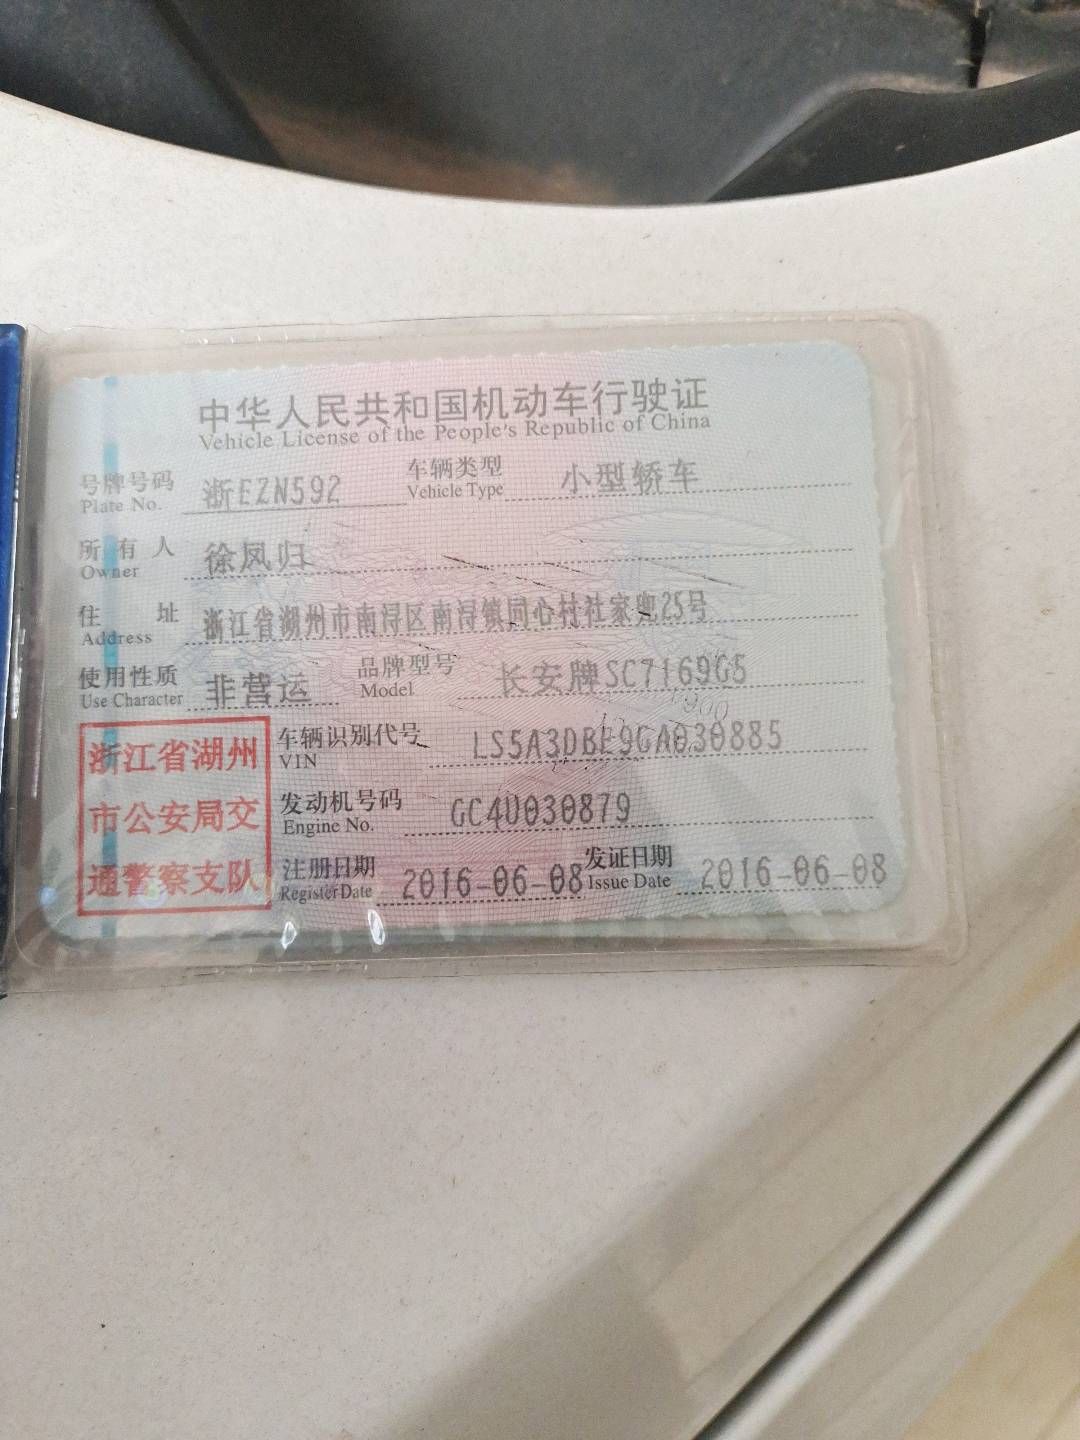 中华人民共和国机动车行驶证
Vehicle License of the People's Republic of China
号牌号码 浙EZN592 车辆类型 小型轿车
Plate No. Vehicle Type
所有人 徐凤归
Owner
住址 浙江省湖州市南浔区南浔镇同心村社家兜25号
Address
使用性质 非营运 品牌型号 长安牌SC7169G5
Use Character Model
浙江省湖州
市公安局交
通警察支队
车辆识别代号 LS5A3DBE9GA030885
VIN
发动机号码 GC4U030879
Engine No.
注册日期 2016-06-08 发证日期 2016-06-08
Register Date Issue Date